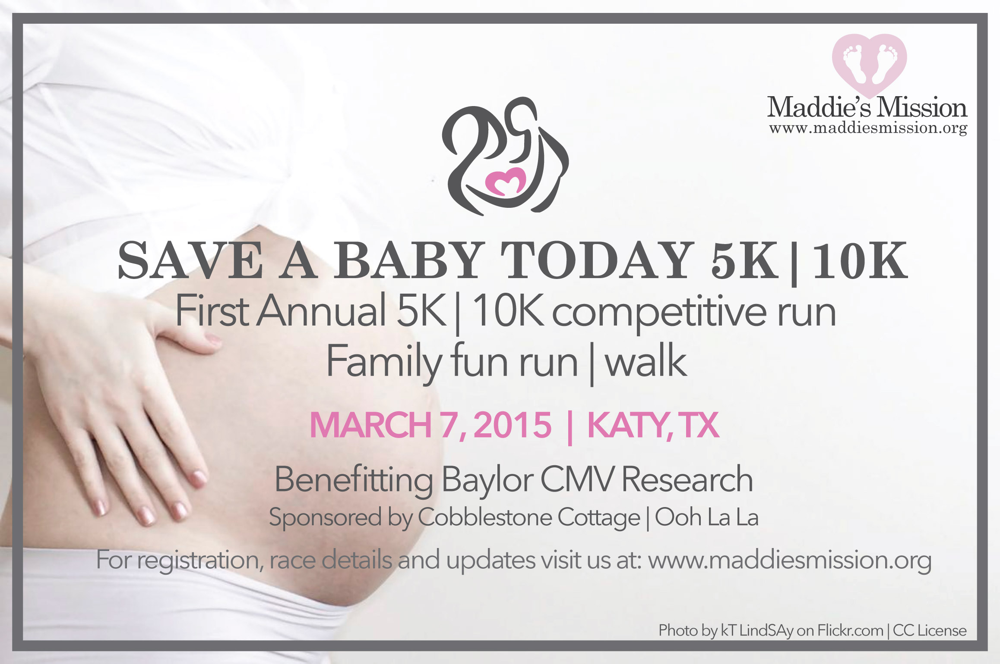 Maddie's Mission
www.maddiesmission.org
SAVE A BABY TODAY 5K|10K
First Annual 5K|10K competitive run
Family fun run | walk
MARCH 7, 2015 | KATY, TX
Benefitting Baylor CMV Research
Sponsored by Cobblestone Cottage | Ooh La La
For registration, race details and updates visit us at: www.maddiesmission.org
Photo by kT LindSAy on Flickr.com | CC License